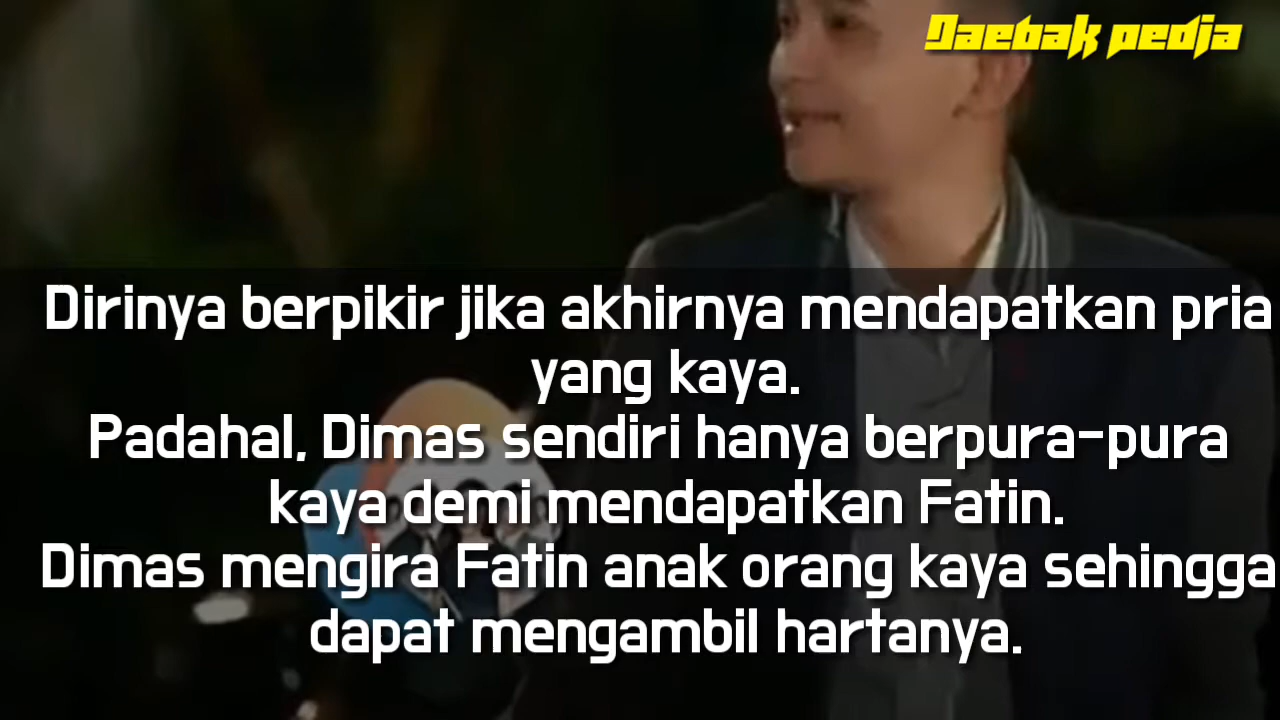 Daebak pedja
Dirinya berpikir jika akhirnya mendapatkan pria
yang kaya.
Padahal, Dimas sendiri hanya berpura-pura
kaya demi mendapatkan Fatin.
Dimas mengira Fatin anak orang kaya sehingga
dapat mengambil hartanya.